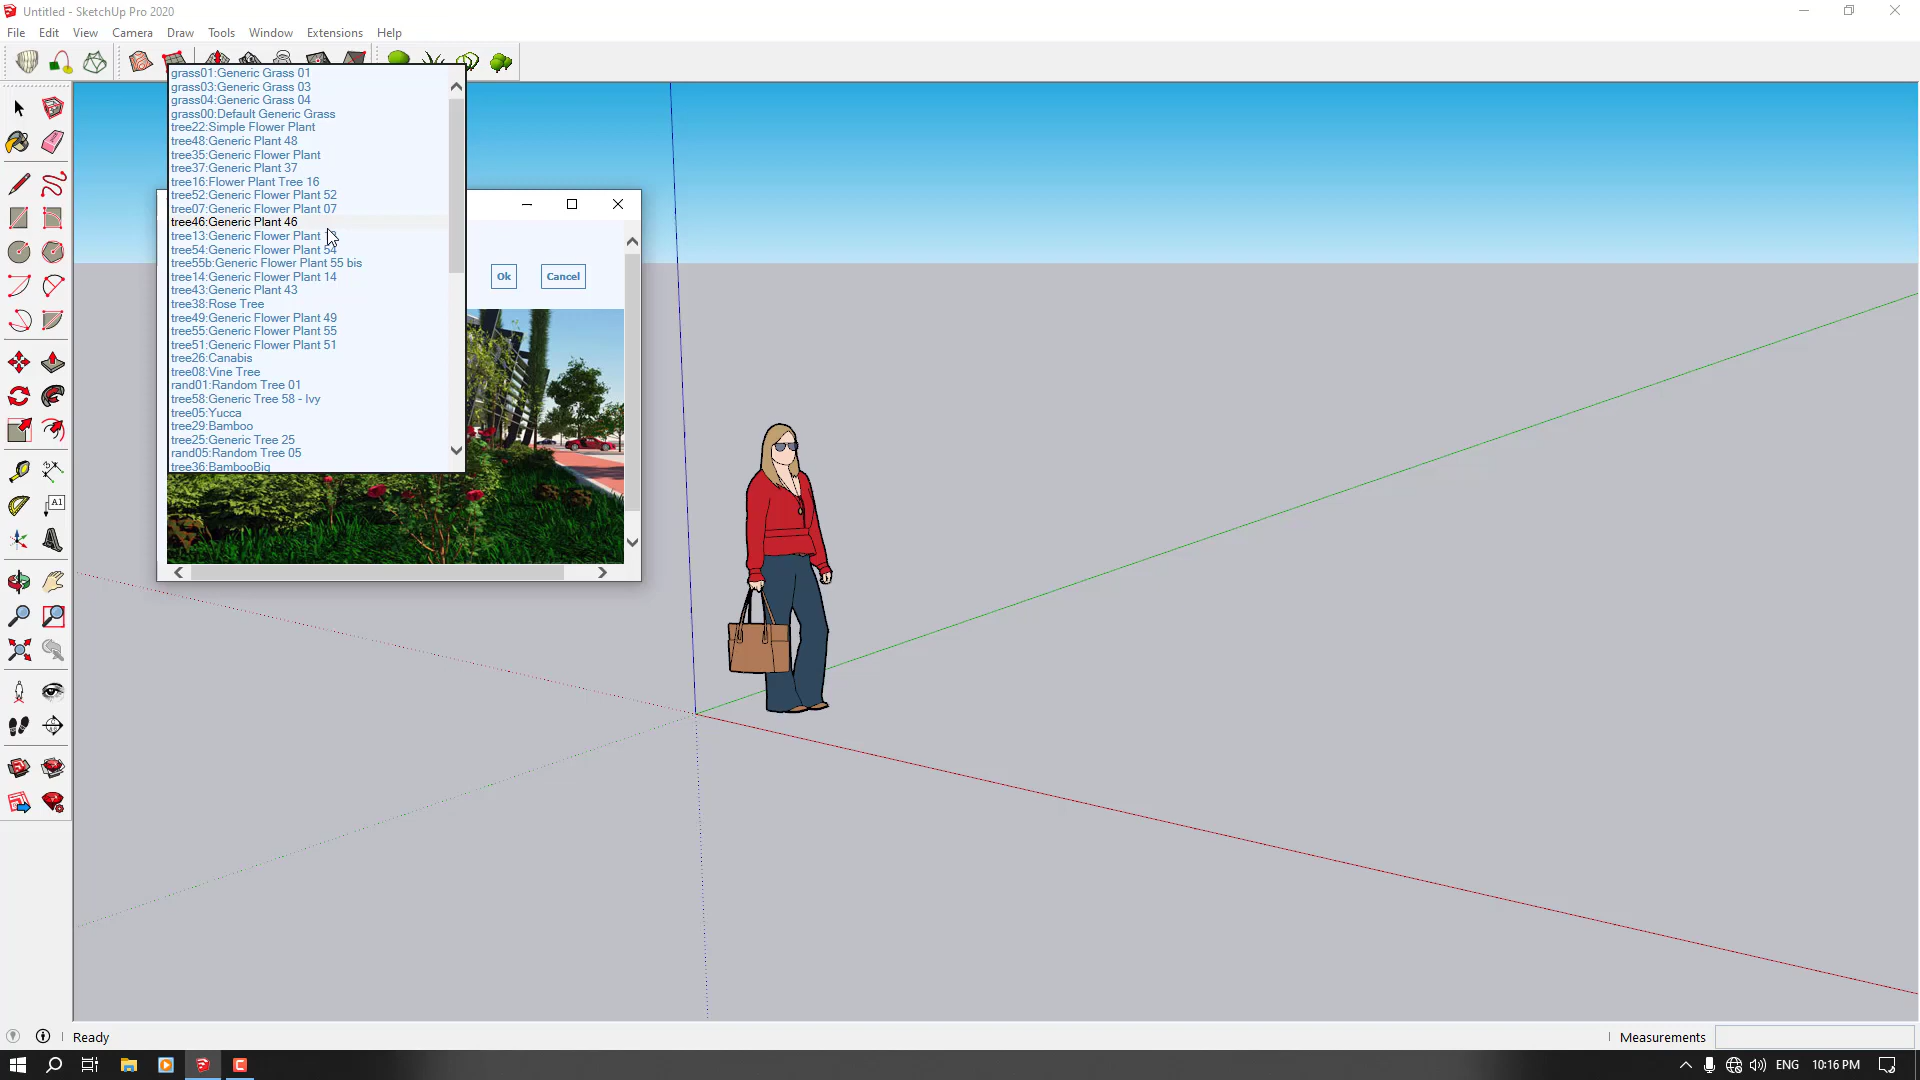 Untitled - SketchUp Pro 2020
File Edit View Camera Draw Tools Window Extensions Help
grass01:Generic Grass 01
grass03:Generic Grass 03
grass04:Generic Grass 04
grass00:Default Generic Grass
tree22:Simple Flower Plant
tree48:Generic Plant 48
tree35:Generic Flower Plant
tree37:Generic Plant 37
tree16:Flower Plant Tree 16
tree52:Generic Flower Plant 52
tree07:Generic Flower Plant 07
tree46:Generic Plant 46
tree13:Generic Flower Plant
tree54:Generic Flower Plant 54
tree55b:Generic Flower Plant 55 bis
tree14:Generic Flower Plant 14
tree43:Generic Plant 43
tree38:Rose Tree
tree49:Generic Flower Plant 49
tree55:Generic Flower Plant 55
tree51:Generic Flower Plant 51
tree26:Canabis
tree08:Vine Tree
rand01:Random Tree 01
tree58:Generic Tree 58 - Ivy
tree05:Yucca
tree29:Bamboo
tree25:Generic Tree 25
rand05:Random Tree 05
tree36:BambooBig
Ok Cancel
AI
Ready
Measurements
ENG 10:16 PM